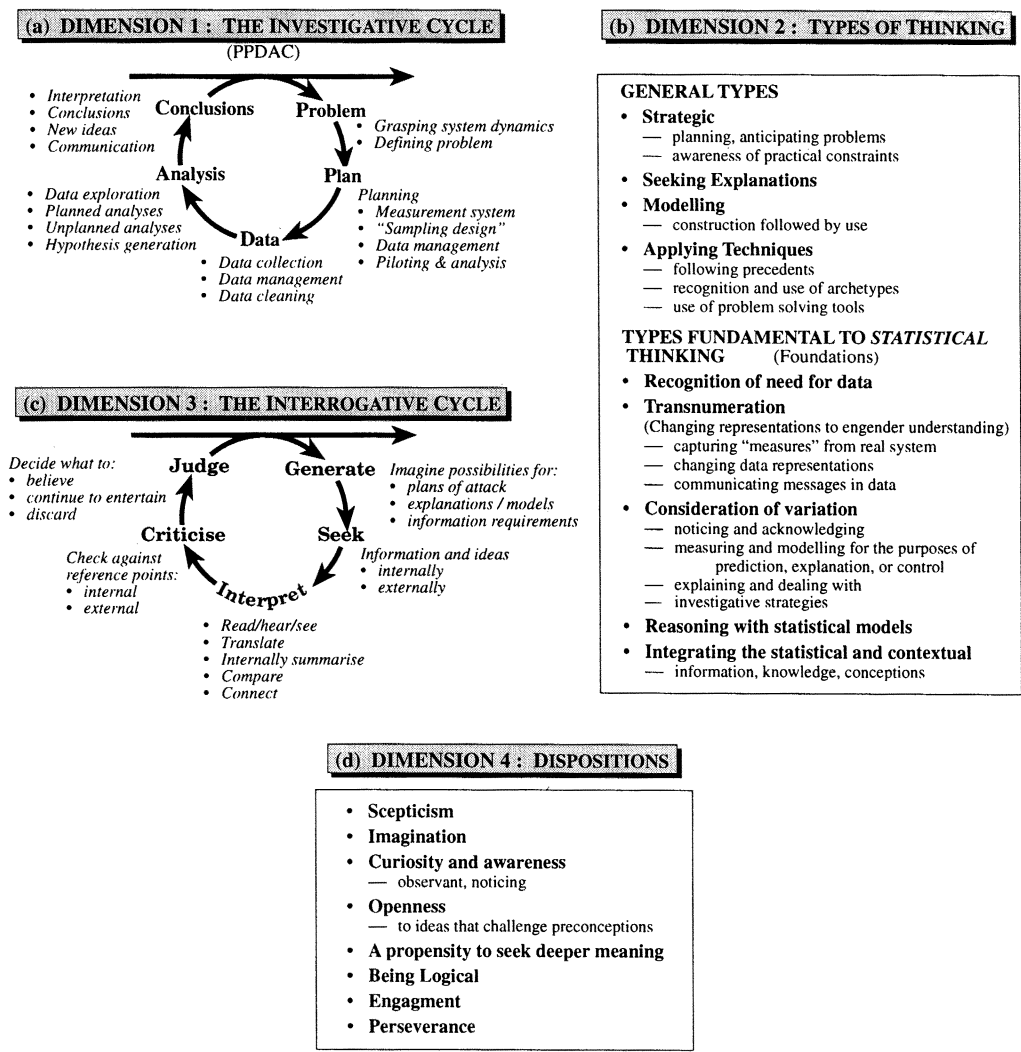 (a) DIMENSION 1 : THE INVESTIGATIVE CYCLE
(PPDAC)
• Interpretation
• Conclusions
• New ideas
• Communication
Conclusions
Problem
• Grasping system dynamics
• Defining problem
Analysis
Plan
• Data exploration
• Planned analyses
• Unplanned analyses
• Hypothesis generation
Planning
• Measurement system
• “Sampling design”
• Data management
• Piloting & analysis
Data
• Data collection
• Data management
• Data cleaning
(b) DIMENSION 2 : TYPES OF THINKING
GENERAL TYPES
• Strategic
— planning, anticipating problems
— awareness of practical constraints
• Seeking Explanations
• Modelling
— construction followed by use
• Applying Techniques
— following precedents
— recognition and use of archetypes
— use of problem solving tools
TYPES FUNDAMENTAL TO STATISTICAL
THINKING (Foundations)
• Recognition of need for data
• Transnumeration
(Changing representations to engender understanding)
— capturing “measures” from real system
— changing data representations
— communicating messages in data
• Consideration of variation
— noticing and acknowledging
— measuring and modelling for the purposes of
prediction, explanation, or control
— explaining and dealing with
— investigative strategies
• Reasoning with statistical models
• Integrating the statistical and contextual
— information, knowledge, conceptions
(c) DIMENSION 3 : THE INTERROGATIVE CYCLE
Decide what to:
• believe
• continue to entertain
• discard
Judge
Generate
Imagine possibilities for:
• plans of attack
• explanations / models
• information requirements
Criticise
Seek
Check against
reference points:
• internal
• external
Information and ideas
• internally
• externally
Interpret
• Read/hear/see
• Translate
• Internally summarise
• Compare
• Connect
(d) DIMENSION 4 : DISPOSITIONS
• Scepticism
• Imagination
• Curiosity and awareness
— observant, noticing
• Openness
— to ideas that challenge preconceptions
• A propensity to seek deeper meaning
• Being Logical
• Engagment
• Perseverance